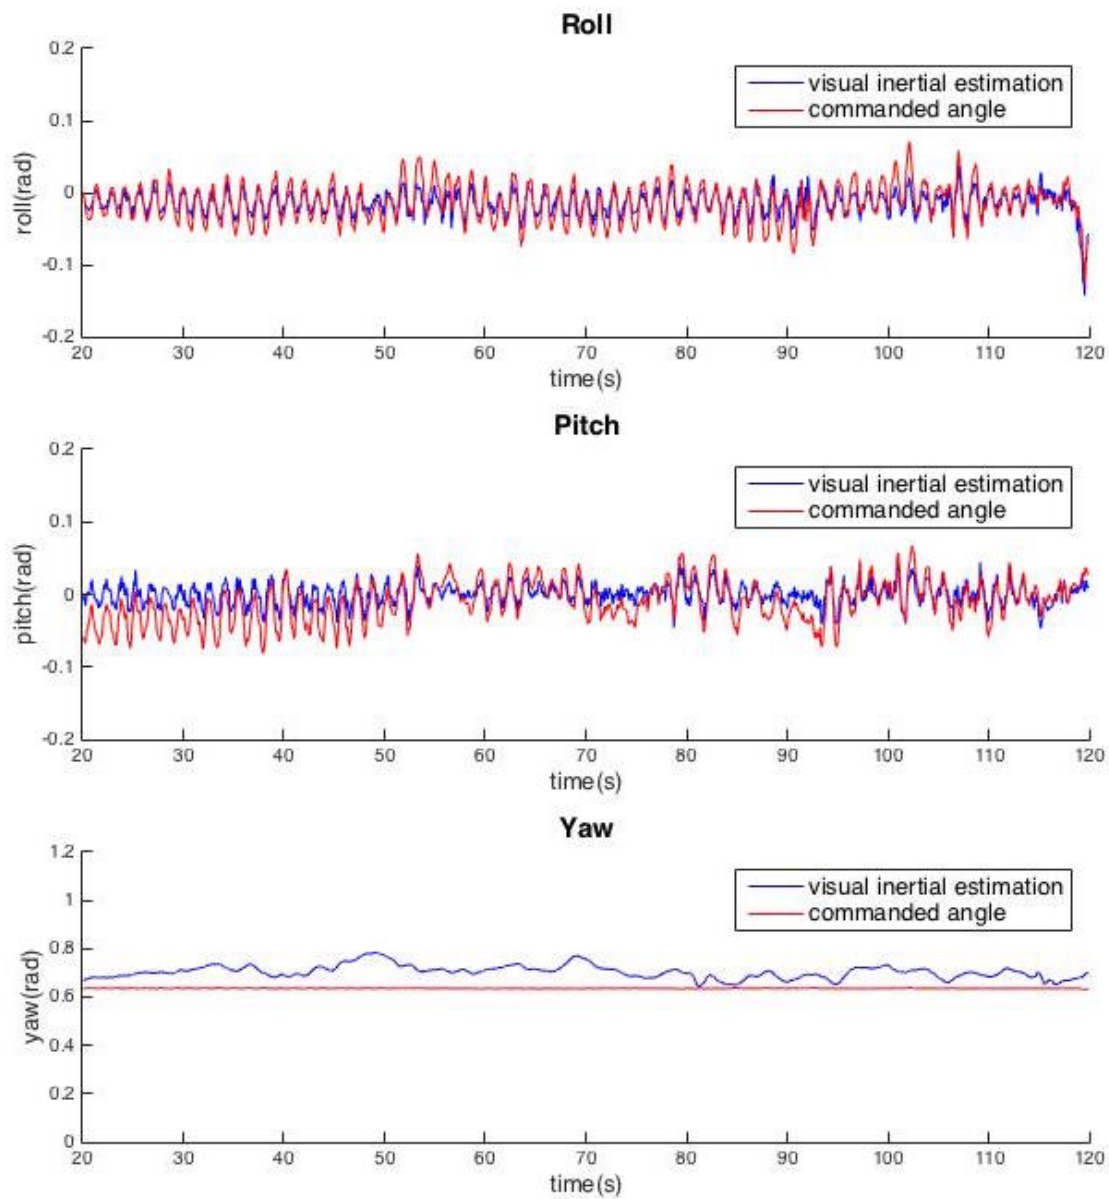 Roll
0.2
visual inertial estimation
commanded angle
0.1
roll(rad)
0
-0.1
-0.2
20 30 40 50 60 70 80 90 100 110 120
time(s)
Pitch
0.2
visual inertial estimation
commanded angle
0.1
pitch(rad)
0
-0.1
-0.2
20 30 40 50 60 70 80 90 100 110 120
time(s)
Yaw
1.2
visual inertial estimation
1
commanded angle
0.8
yaw(rad)
0.6
0.4
0.2
0
20 30 40 50 60 70 80 90 100 110 120
time(s)